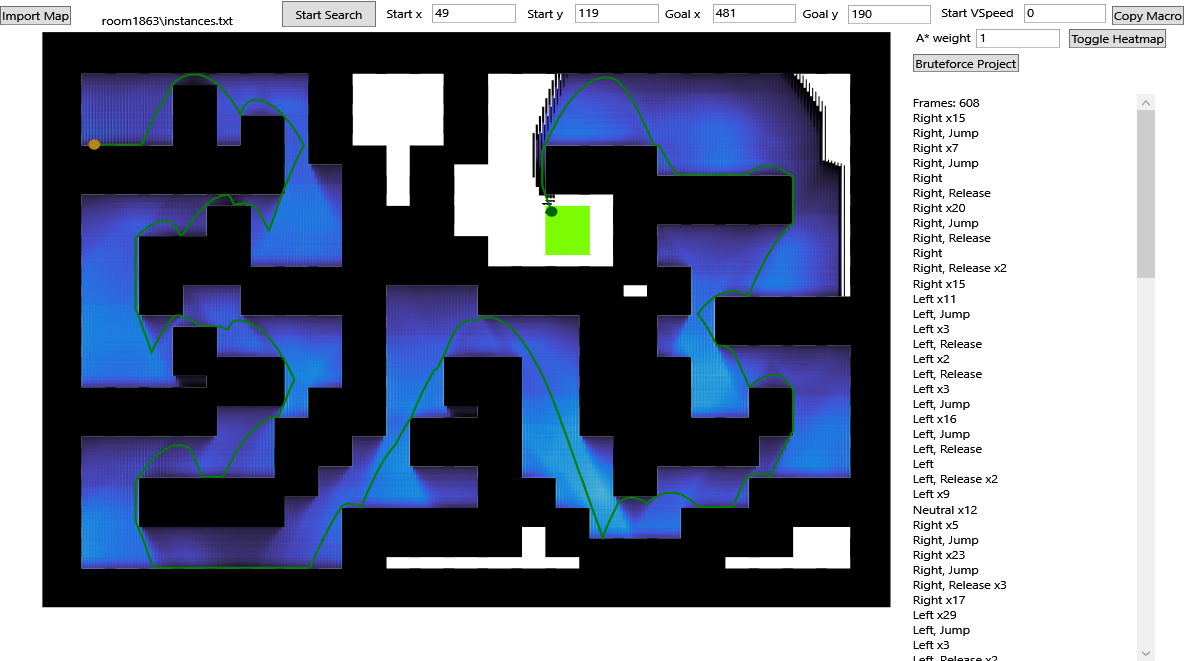 Import Map
room1863\instances.txt
Start Search
Start x 49 Start y 119 Goal x 481 Goal y 190 Start VSpeed 0
Copy Macro
A* weight 1
Toggle Heatmap
Bruteforce Project
Frames: 608
Right x15
Right, Jump
Right x7
Right, Jump
Right
Right, Release
Right x20
Right, Jump
Right, Release
Right
Right, Release x2
Right x15
Left x11
Left, Jump
Left x3
Left, Release
Left x2
Left, Release
Left x3
Left, Jump
Left x16
Left, Jump
Left, Release
Left
Left, Release x2
Left x9
Neutral x12
Right x5
Right, Jump
Right x23
Right, Jump
Right, Release x3
Right x17
Left x29
Left, Jump
Left x3
Left, Release x2